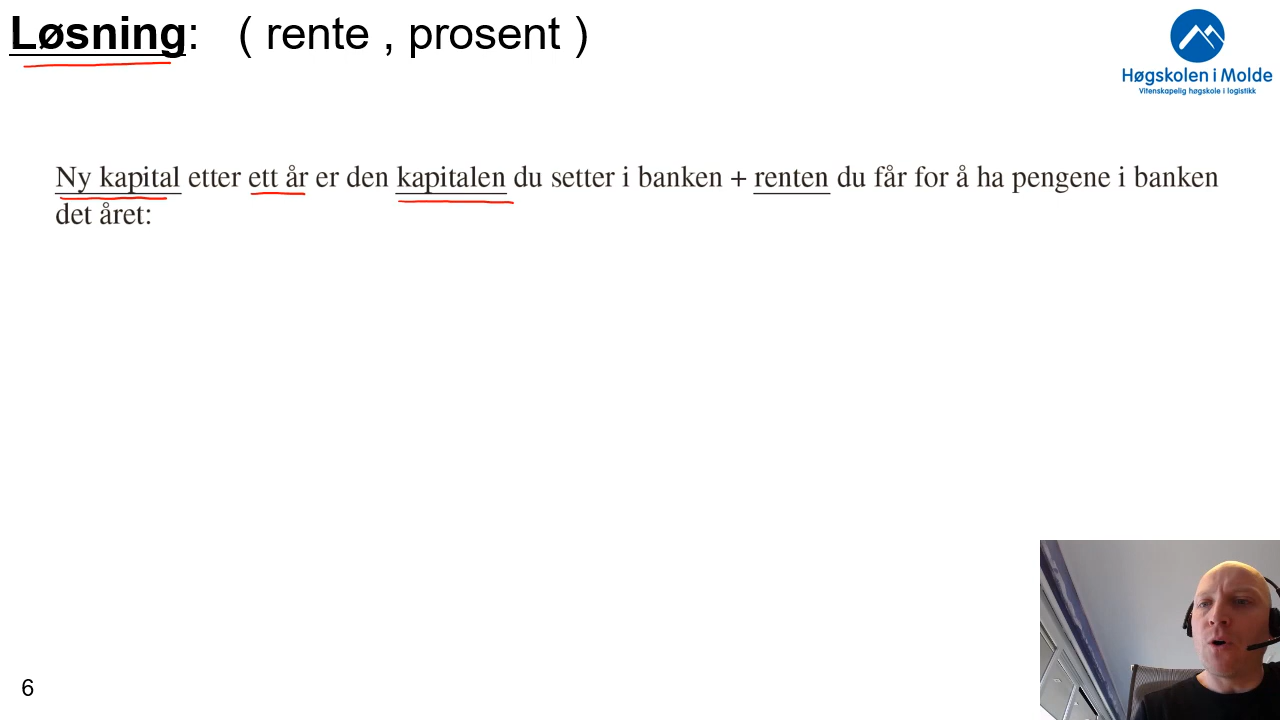 Løsning: ( rente , prosent )
Høgskolen i Molde
Vitenskapelig høgskole i logistikk
Ny kapital etter ett år er den kapitalen du setter i banken + renten du får for å ha pengene i banken
det året:
6